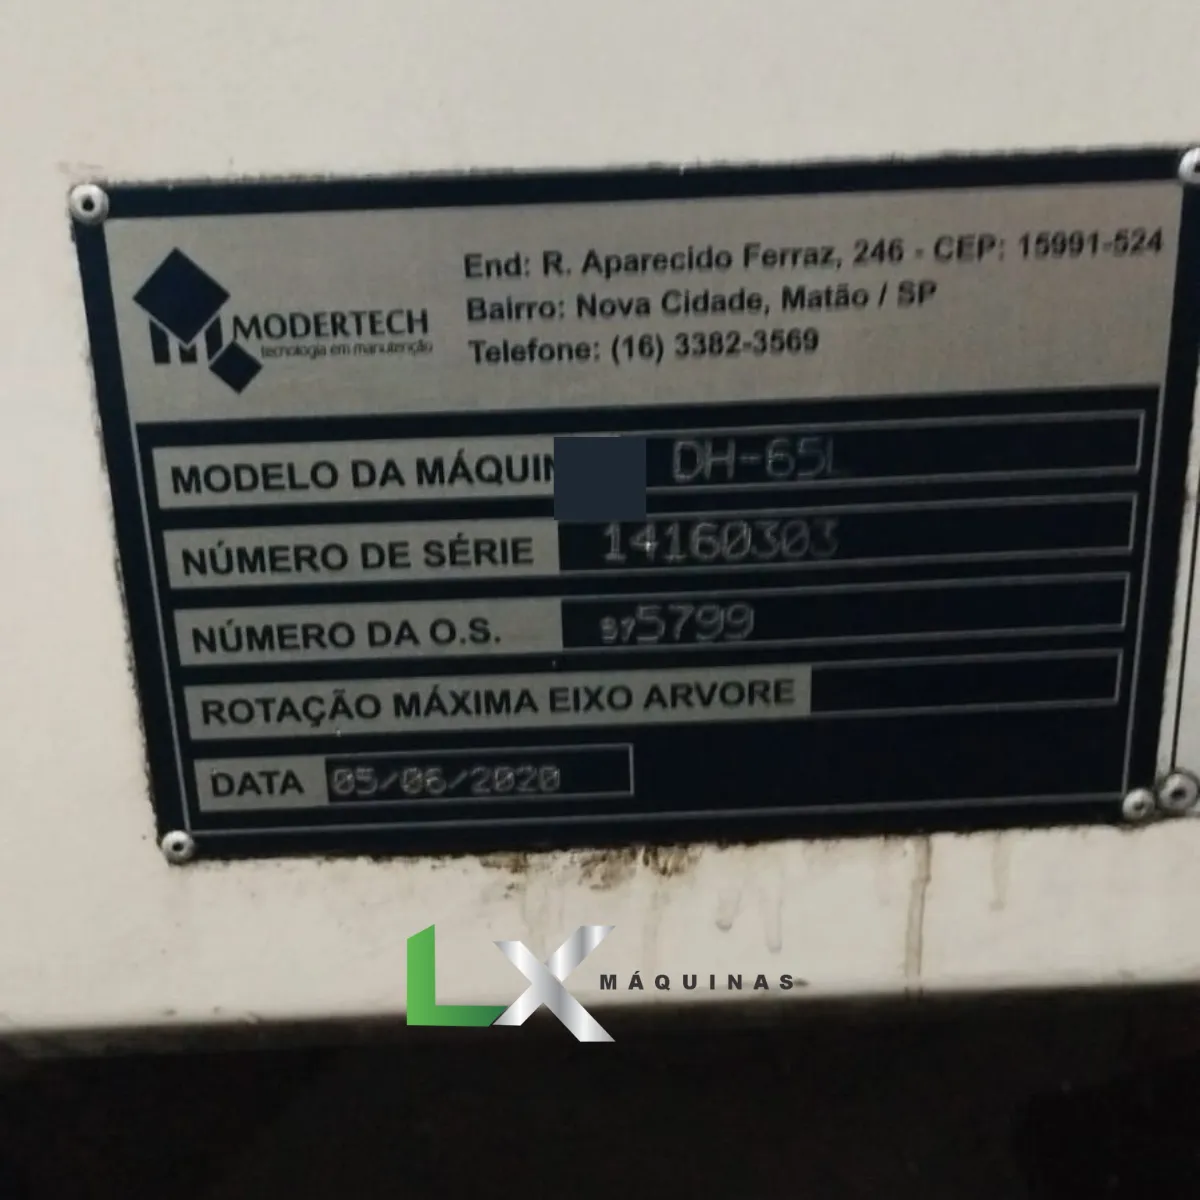 MODERTECH
tecnologia em manutenção
End: R. Aparecido Ferraz, 246 - CEP: 15991-524
Bairro: Nova Cidade, Matão / SP
Telefone: (16) 3382-3569
MODELO DA MÁQUIN DH-65L
NÚMERO DE SÉRIE 14160303
NÚMERO DA O.S. 5799
ROTAÇÃO MÁXIMA EIXO ARVORE
DATA 05/06/2020
LX MÁQUINAS